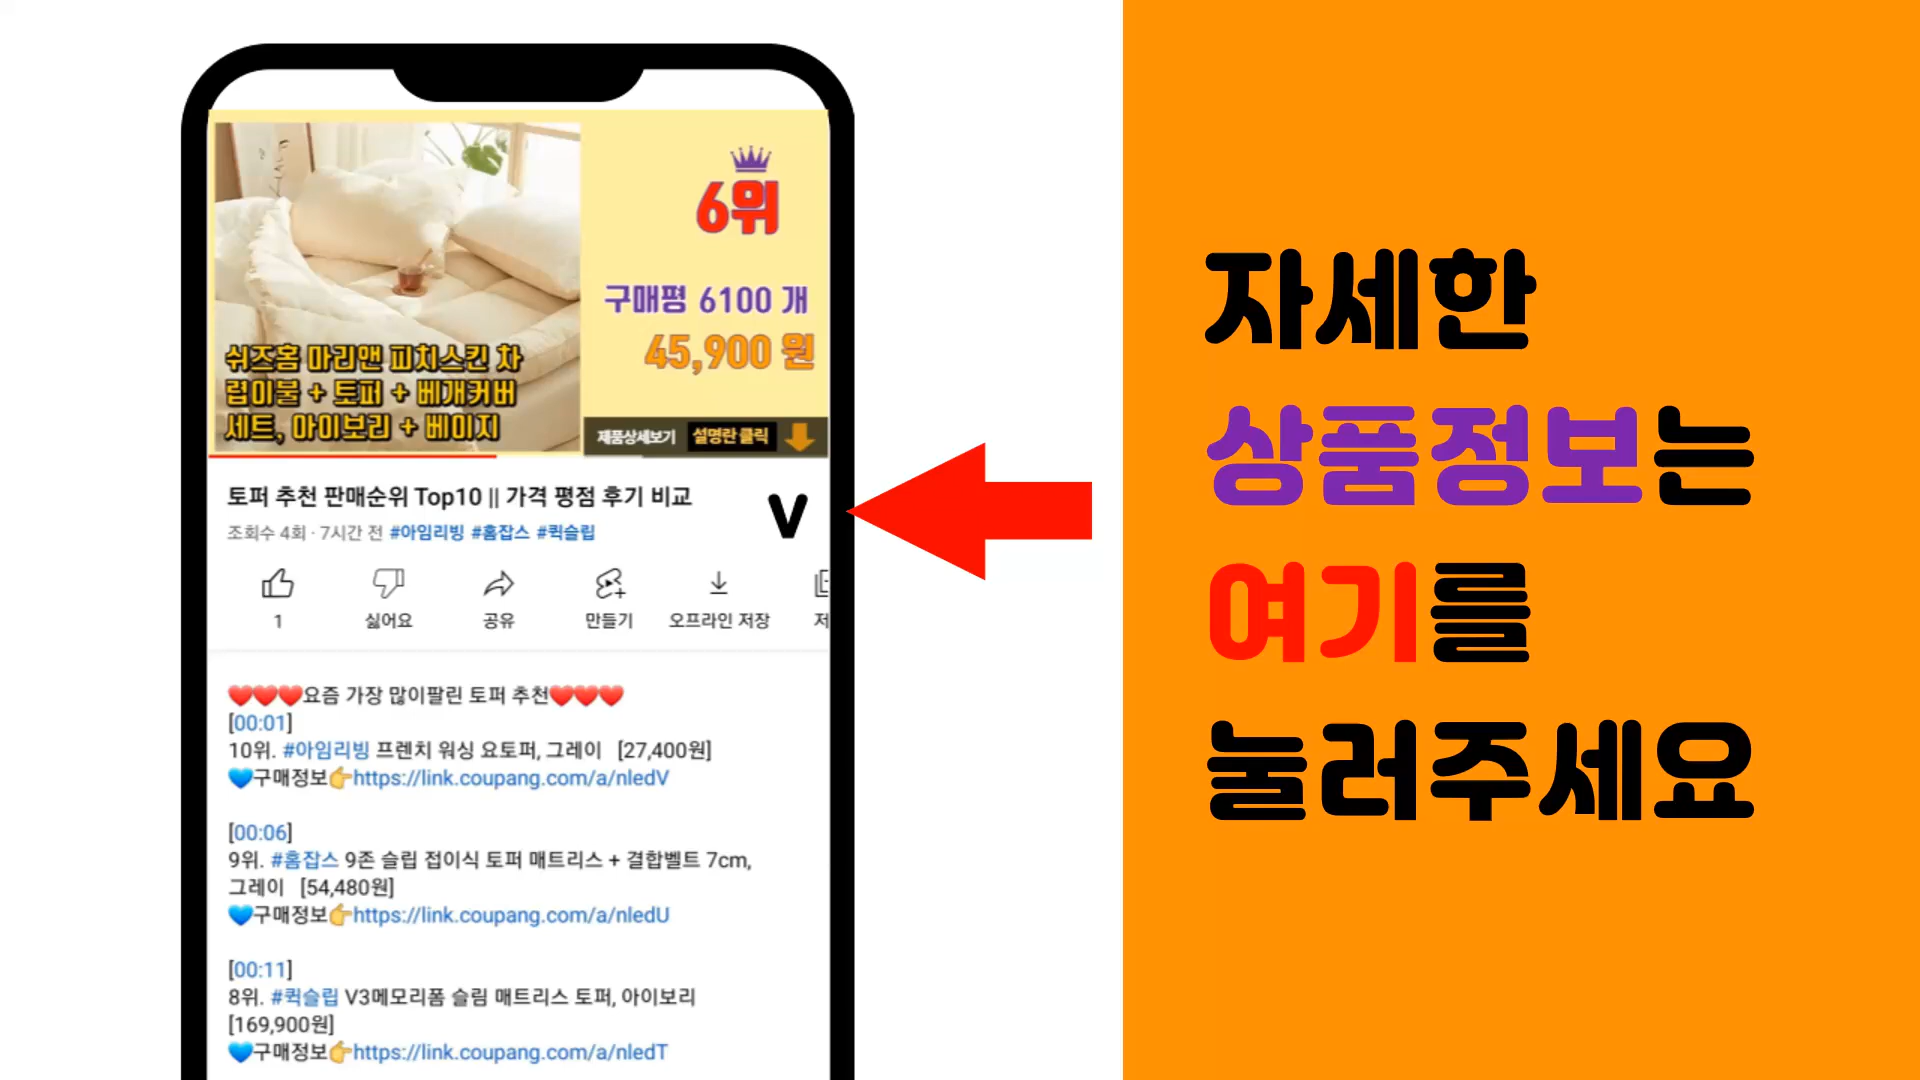 6위
구매평 6100 개
45,900 원
쉬즈홈 마리앤 피치스킨 차
렵이불 + 토퍼 + 베개커버
세트, 아이보리 + 베이지
제품상세보기 설명란 클릭
토퍼 추천 판매순위 Top10 || 가격 평점 후기 비교
V
조회수 4회 · 7시간 전 #아임리빙 #홈잡스 #퀵슬립
1 싫어요 공유 만들기 오프라인 저장 저
❤️❤️❤️요즘 가장 많이팔린 토퍼 추천❤️❤️❤️
[00:01]
10위. #아임리빙 프렌치 워싱 요토퍼, 그레이 [27,400원]
💙구매정보👉https://link.coupang.com/a/nledV
[00:06]
9위. #홈잡스 9존 슬립 접이식 토퍼 매트리스 + 결합벨트 7cm,
그레이 [54,480원]
💙구매정보👉https://link.coupang.com/a/nledU
[00:11]
8위. #퀵슬립 V3메모리폼 슬림 매트리스 토퍼, 아이보리
[169,900원]
💙구매정보👉https://link.coupang.com/a/nledT
자세한
상품정보는
여기를
눌러주세요